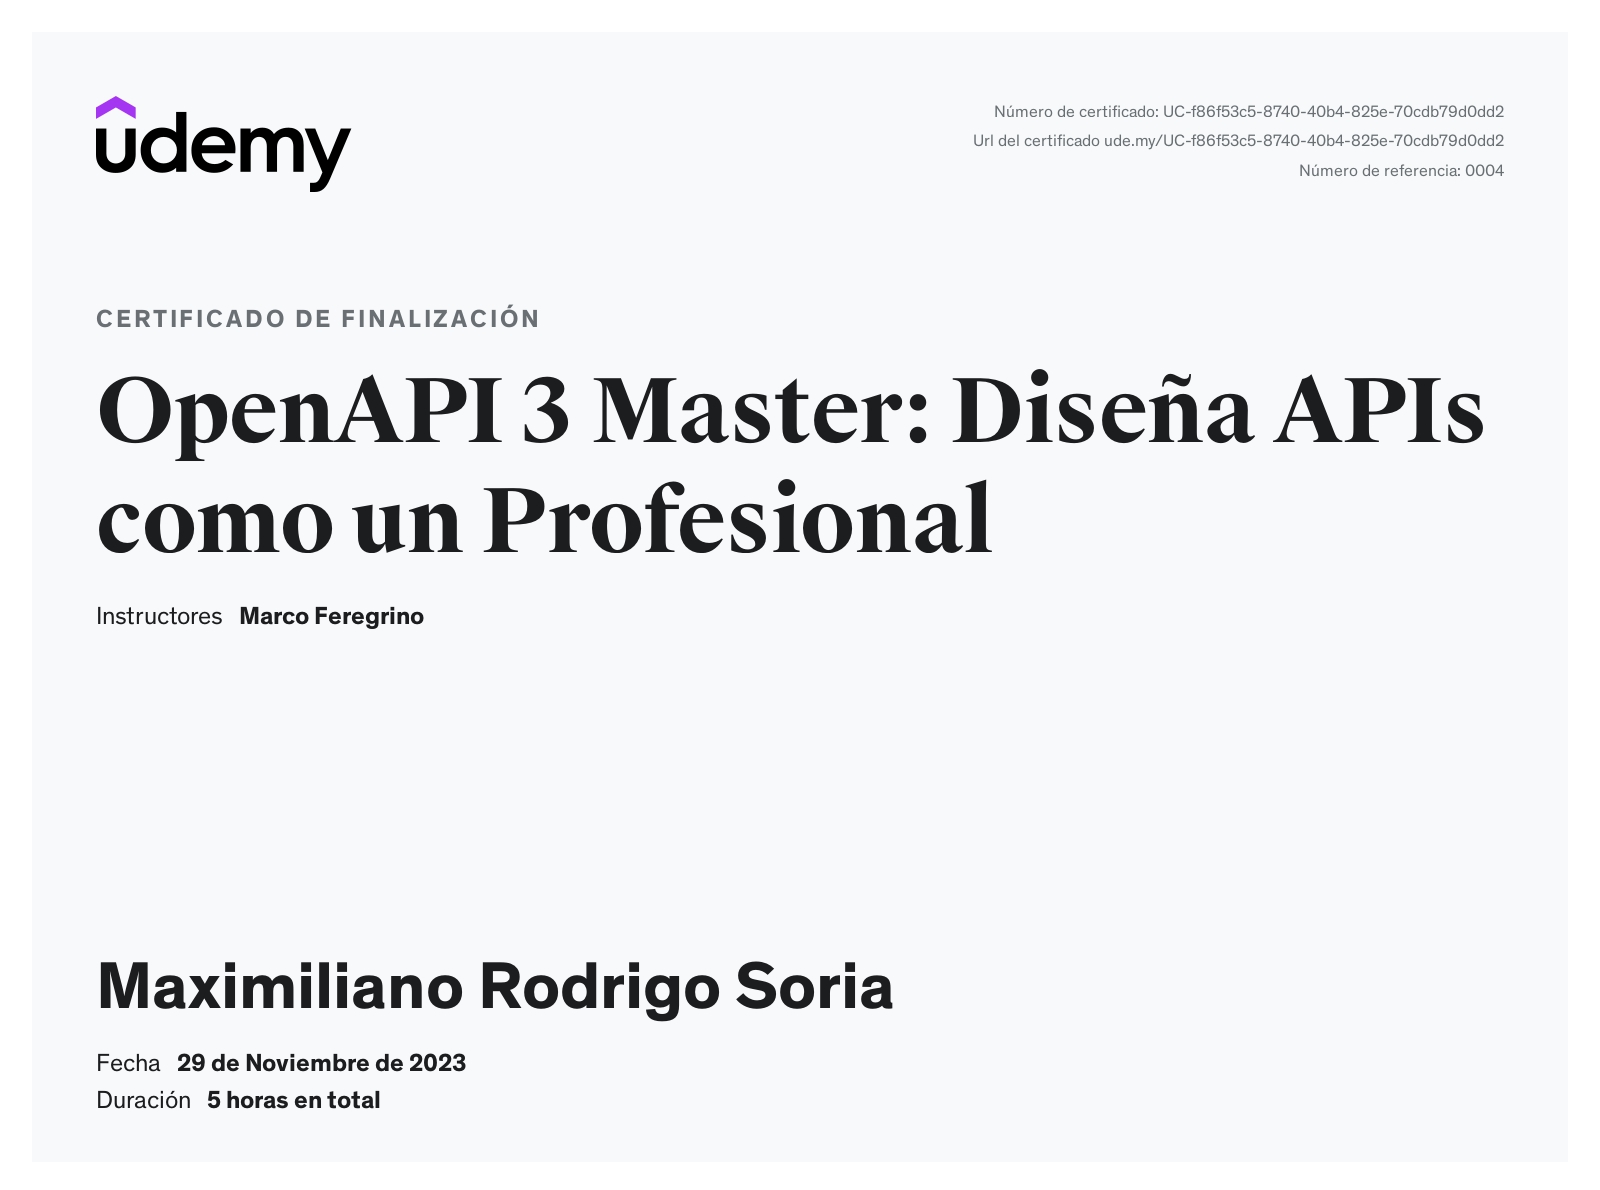 udemy
Número de certificado: UC-f86f53c5-8740-40b4-825e-70cdb79d0dd2
Url del certificado ude.my/UC-f86f53c5-8740-40b4-825e-70cdb79d0dd2
Número de referencia: 0004
CERTIFICADO DE FINALIZACIÓN
OpenAPI 3 Master: Diseña APIs
como un Profesional
Instructores Marco Feregrino
Maximiliano Rodrigo Soria
Fecha 29 de Noviembre de 2023
Duración 5 horas en total